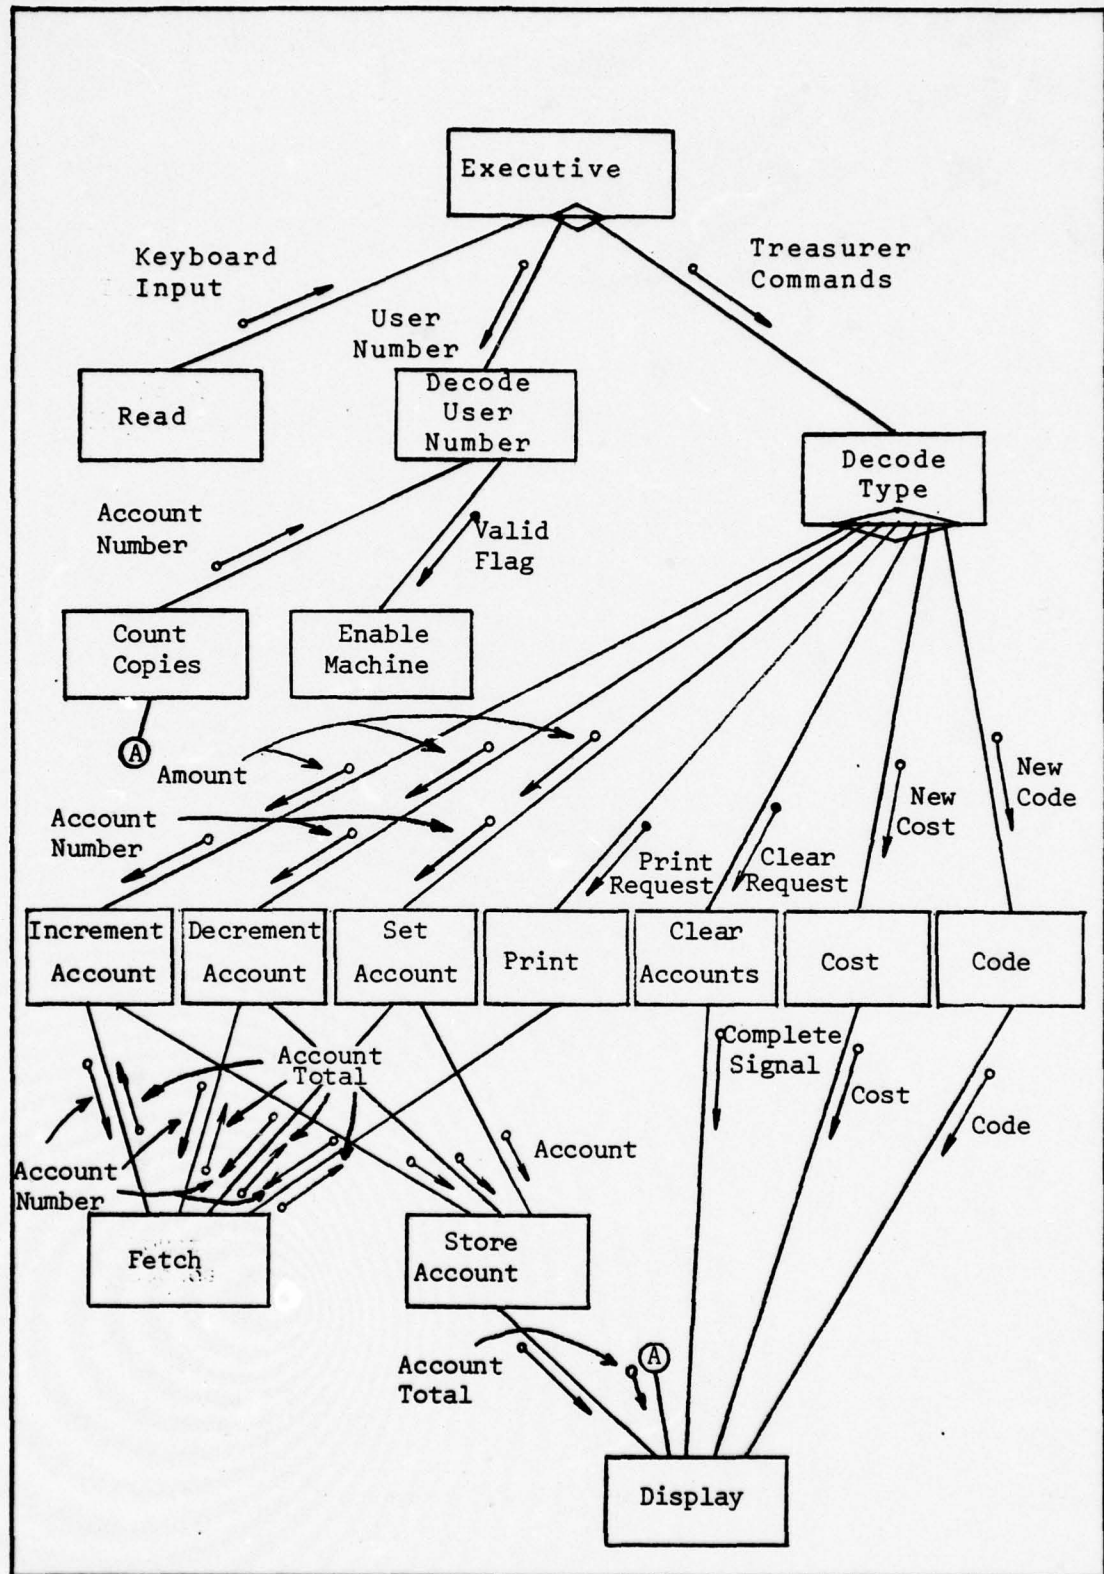 Executive
Keyboard
Input
Treasurer
Commands
User
Number
Read
Decode
User
Number
Decode
Type
Account
Number
Valid
Flag
Count
Copies
Enable
Machine
A
Amount
Account
Number
Print
Request
Clear
Request
New
Cost
New
Code
Increment
Account
Decrement
Account
Set
Account
Print
Clear
Accounts
Cost
Code
Account
Total
Complete
Signal
Cost
Code
Account
Account
Number
Fetch
Store
Account
Account
Total
A
Display